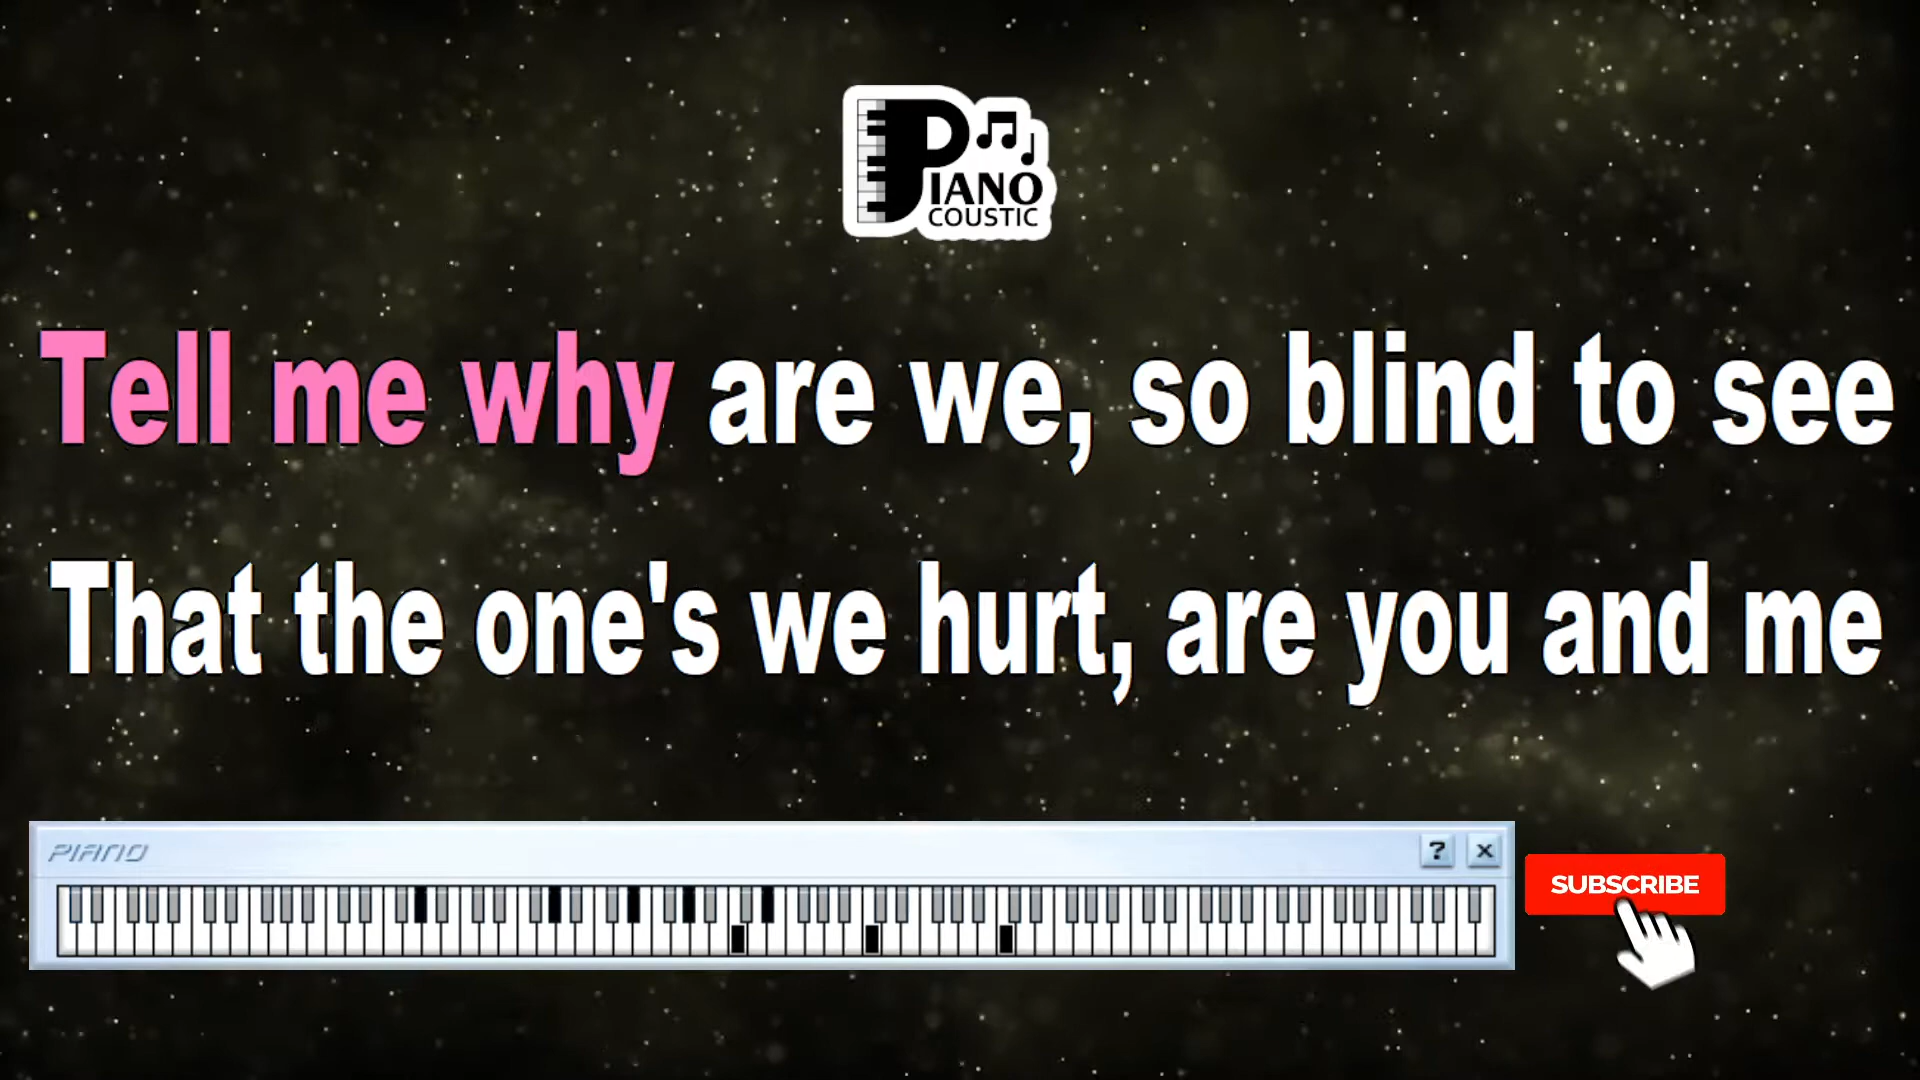 PIANO
COUSTIC
Tell me why are we, so blind to see
That the one's we hurt, are you and me
PIANO
? ×
SUBSCRIBE